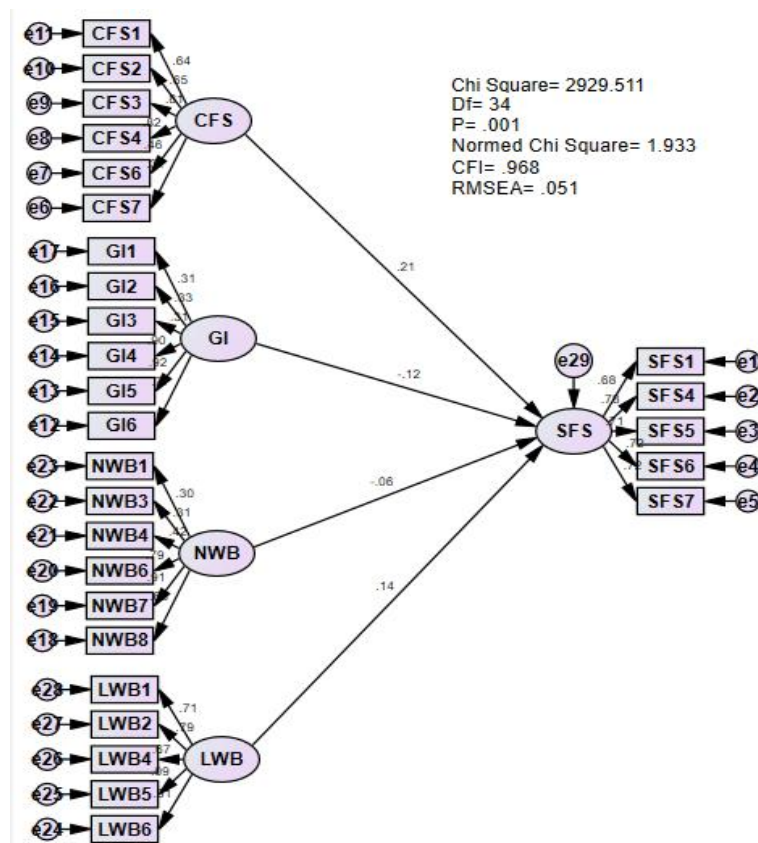 e11 CFS1
.64
e10 CFS2
.65
e9 CFS3
CFS
e8 CFS4
e7 CFS6
e6 CFS7
Chi Square= 2929.511
Df= 34
P= .001
Normed Chi Square= 1.933
CFI= .968
RMSEA= .051
e17 GI1
.31
e16 GI2
.33
e15 GI3
GI
e14 GI4
e13 GI5
e12 GI6
.21
-.12
e29
SFS
.68
SFS1 e1
SFS4 e2
.71
SFS5 e3
SFS6 e4
SFS7 e5
e23 NWB1
.30
e22 NWB3
e21 NWB4
NWB
e20 NWB6
e19 NWB7
e18 NWB8
-.06
.14
e28 LWB1
.71
e27 LWB2
e26 LWB4
LWB
e25 LWB5
e24 LWB6